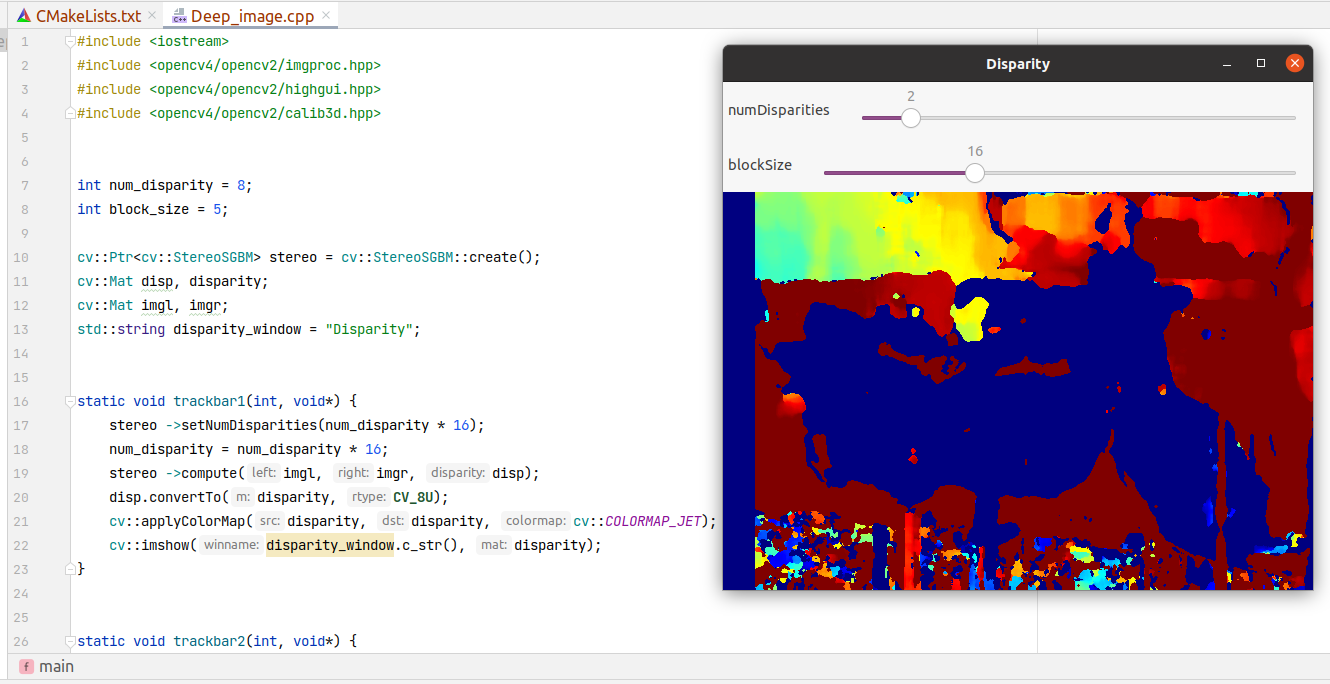 CMakeLists.txt Deep_image.cpp
1 #include <iostream>
2 #include <opencv4/opencv2/imgproc.hpp>
3 #include <opencv4/opencv2/highgui.hpp>
4 #include <opencv4/opencv2/calib3d.hpp>
5
6
7 int num_disparity = 8;
8 int block_size = 5;
9
10 cv::Ptr<cv::StereoSGBM> stereo = cv::StereoSGBM::create();
11 cv::Mat disp, disparity;
12 cv::Mat imgl, imgr;
13 std::string disparity_window = "Disparity";
14
15
16 static void trackbar1(int, void*) {
17 stereo ->setNumDisparities(num_disparity * 16);
18 num_disparity = num_disparity * 16;
19 stereo ->compute( left: imgl, right: imgr, disparity: disp);
20 disp.convertTo( m: disparity, rtype: CV_8U);
21 cv::applyColorMap( src: disparity, dst: disparity, colormap: cv::COLORMAP_JET);
22 cv::imshow( winname: disparity_window.c_str(), mat: disparity);
23 }
24
25
26 static void trackbar2(int, void*) {
f main
Disparity
2
numDisparities
16
blockSize